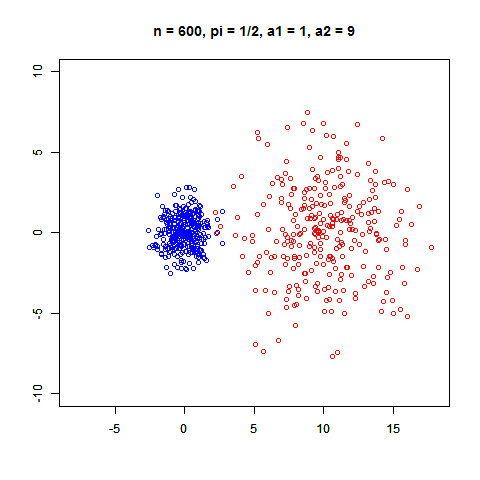 n = 600, pi = 1/2, a1 = 1, a2 = 9
10
5
0
-5
-10
-5 0 5 10 15